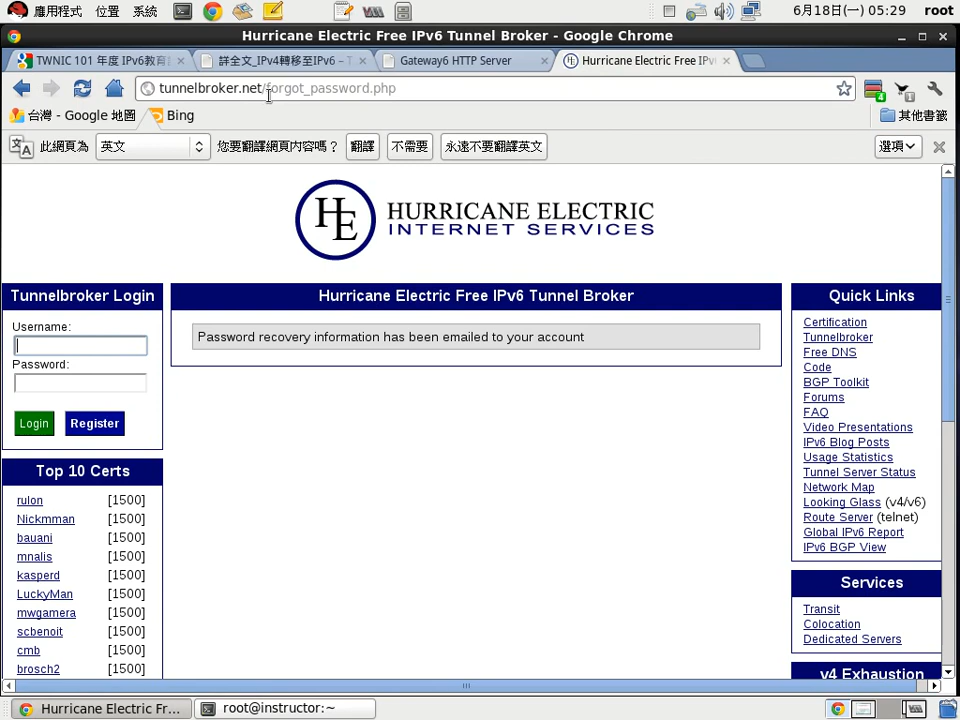 應用程式 位置 系統
6月18日(一) 05:29 root
Hurricane Electric Free IPv6 Tunnel Broker - Google Chrome
TWNIC 101 年度 IPv6教育
詳全文_IPv4轉移至IPv6 – T
Gateway6 HTTP Server
Hurricane Electric Free IPv
tunnelbroker.net/forgot_password.php
台灣 - Google 地圖
Bing
其他書籤
此網頁為 英文 您要翻譯網頁內容嗎？ 翻譯 不需要 永遠不要翻譯英文 選項
HE
HURRICANE ELECTRIC
INTERNET SERVICES
Tunnelbroker Login
Username:
Password:
Login Register
Top 10 Certs
rulon [1500]
Nickmman [1500]
bauani [1500]
mnalis [1500]
kasperd [1500]
LuckyMan [1500]
mwgamera [1500]
scbenoit [1500]
cmb [1500]
brosch2 [1500]
Hurricane Electric Free IPv6 Tunnel Broker
Password recovery information has been emailed to your account
Quick Links
Certification
Tunnelbroker
Free DNS
Code
BGP Toolkit
Forums
FAQ
Video Presentations
IPv6 Blog Posts
Usage Statistics
Tunnel Server Status
Network Map
Looking Glass (v4/v6)
Route Server (telnet)
Global IPv6 Report
IPv6 BGP View
Services
Transit
Colocation
Dedicated Servers
v4 Exhaustion
Hurricane Electric Fr...
root@instructor:~